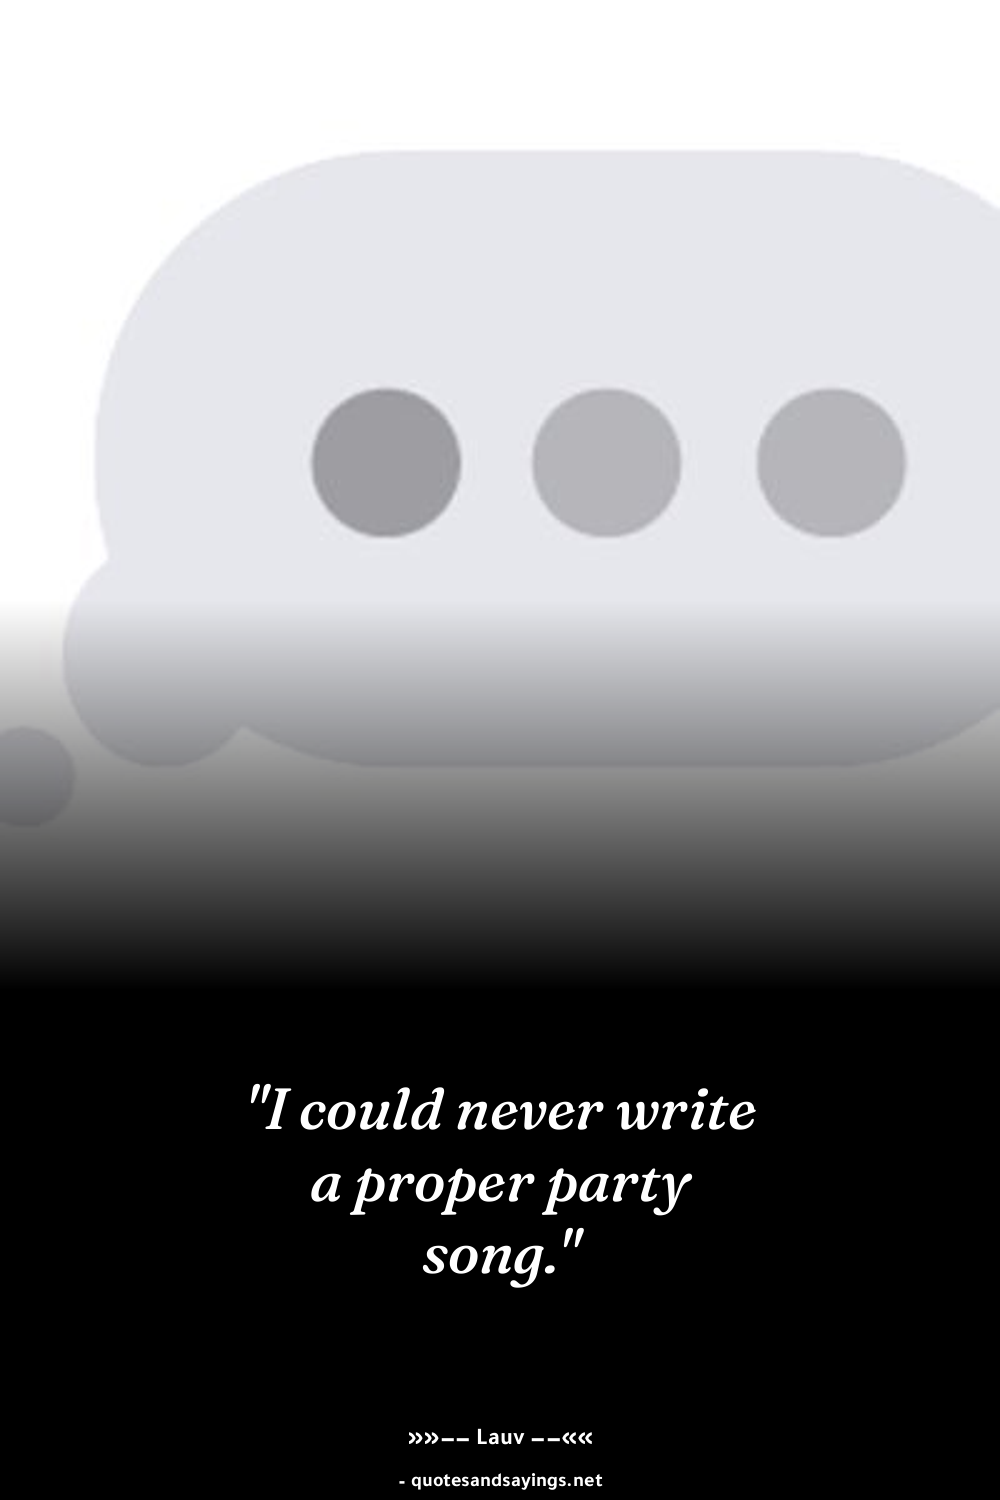 "I could never write
a proper party
song."
»»–– Lauv ––««
- quotesandsayings.net